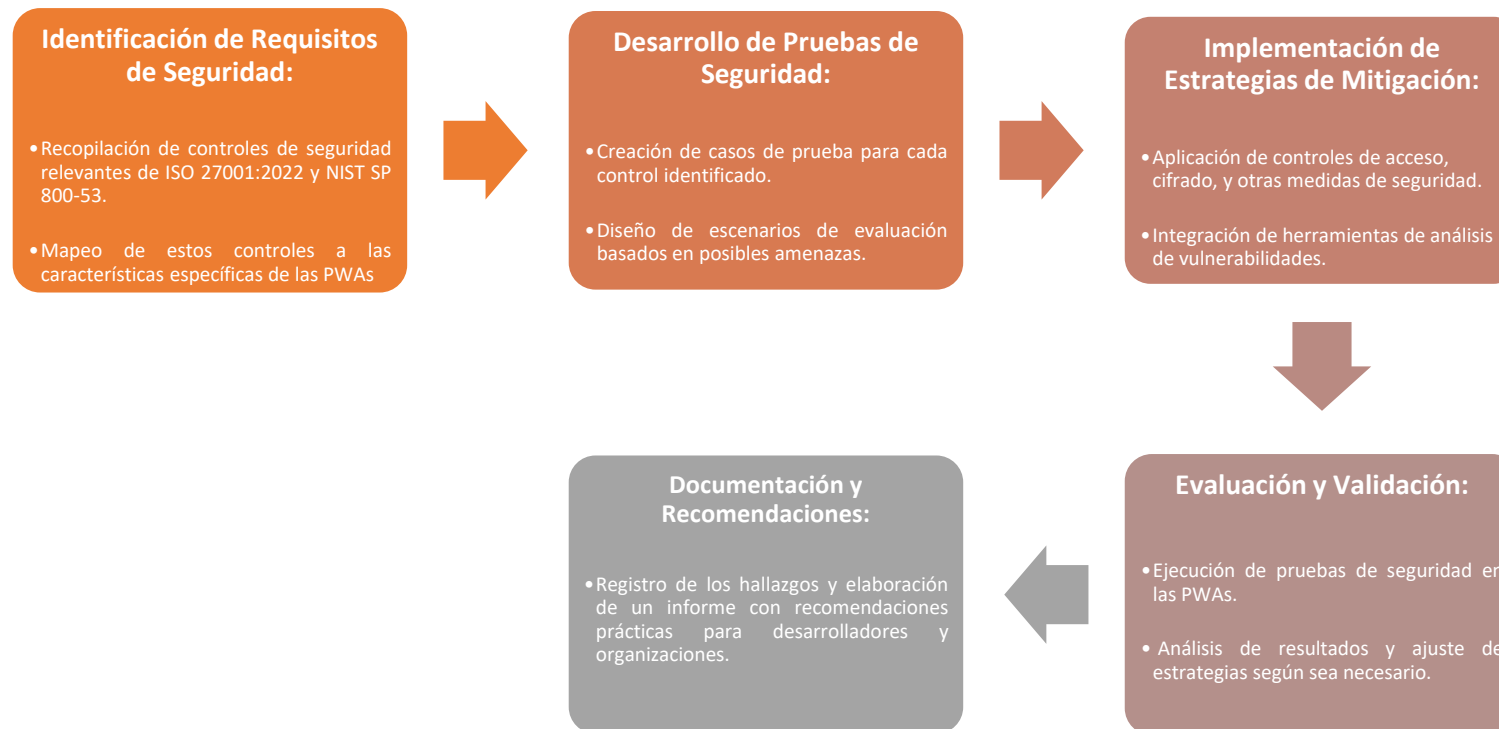 Identificación de Requisitos
de Seguridad:
•Recopilación de controles de seguridad
relevantes de ISO 27001:2022 y NIST SP
800-53.
•Mapeo de estos controles a las
características específicas de las PWAs
Desarrollo de Pruebas de
Seguridad:
•Creación de casos de prueba para cada
control identificado.
•Diseño de escenarios de evaluación
basados en posibles amenazas.
Implementación de
Estrategias de Mitigación:
•Aplicación de controles de acceso,
cifrado, y otras medidas de seguridad.
•Integración de herramientas de análisis
de vulnerabilidades.
Evaluación y Validación:
•Ejecución de pruebas de seguridad en
las PWAs.
• Análisis de resultados y ajuste de
estrategias según sea necesario.
Documentación y
Recomendaciones:
•Registro de los hallazgos y elaboración
de un informe con recomendaciones
prácticas para desarrolladores y
organizaciones.